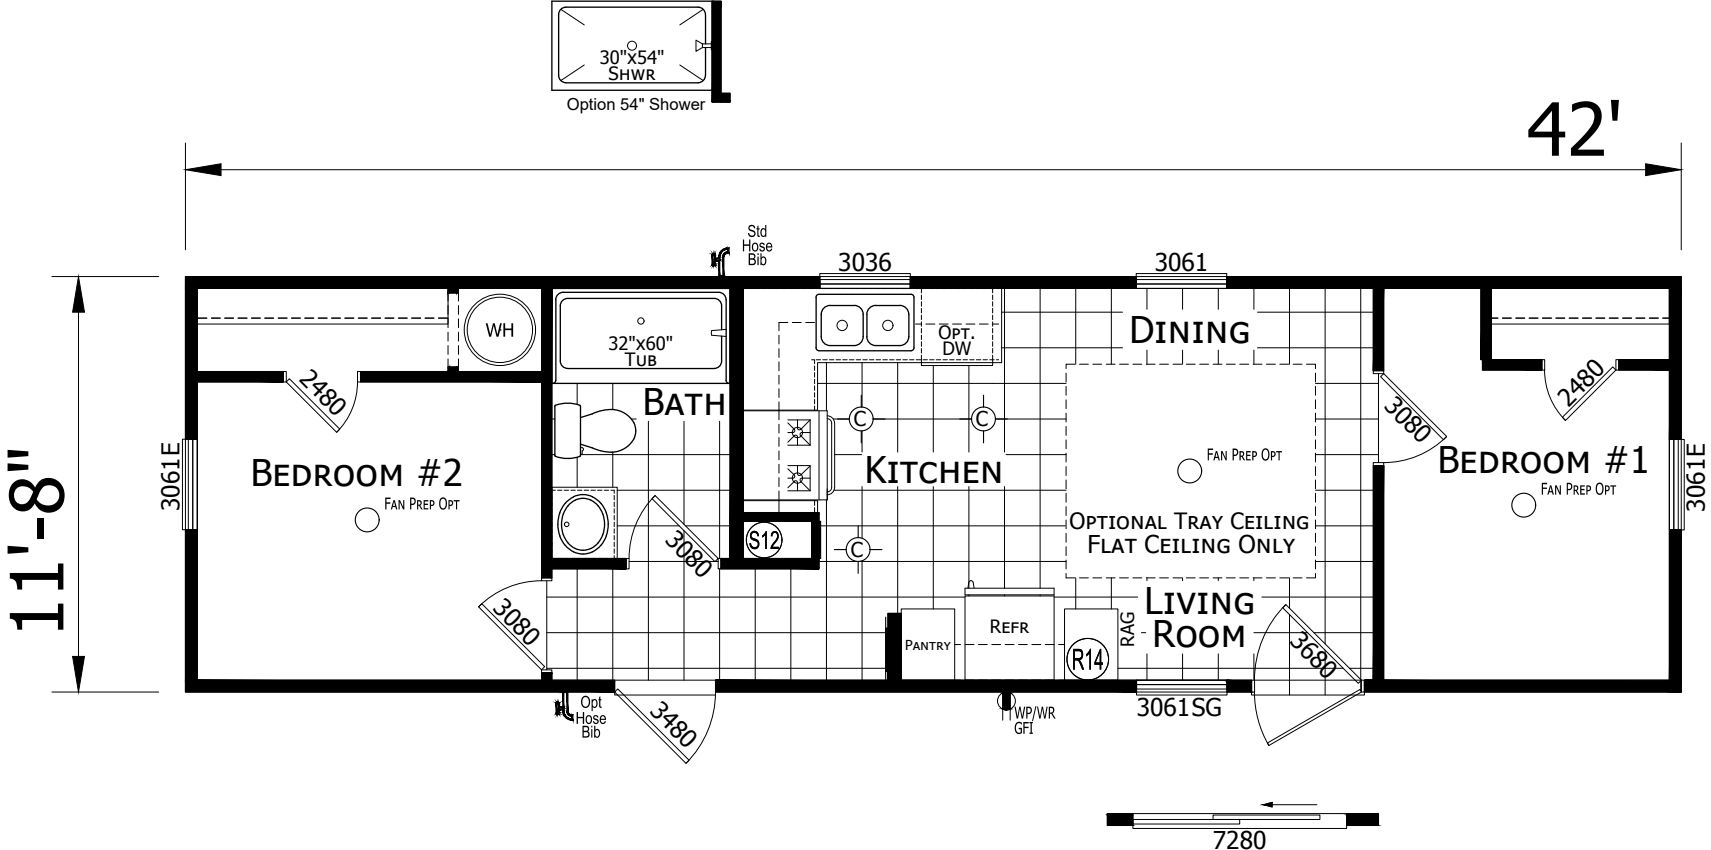 30"x54"
SHWR
Option 54" Shower
42'
Std
Hose
Bib
3036
3061
WH
32"x60"
TUB
OPT.
DW
DINING
2480
BATH
C
C
3080
2480
3061E
BEDROOM #2
FAN PREP OPT
KITCHEN
FAN PREP OPT
BEDROOM #1
FAN PREP OPT
3061E
11'-8"
OPTIONAL TRAY CEILING
FLAT CEILING ONLY
3080
S12
C
3080
LIVING
ROOM
PANTRY
REFR
R14
RAG
3680
Opt
Hose
Bib
3480
WP/WR
GFI
3061SG
7280